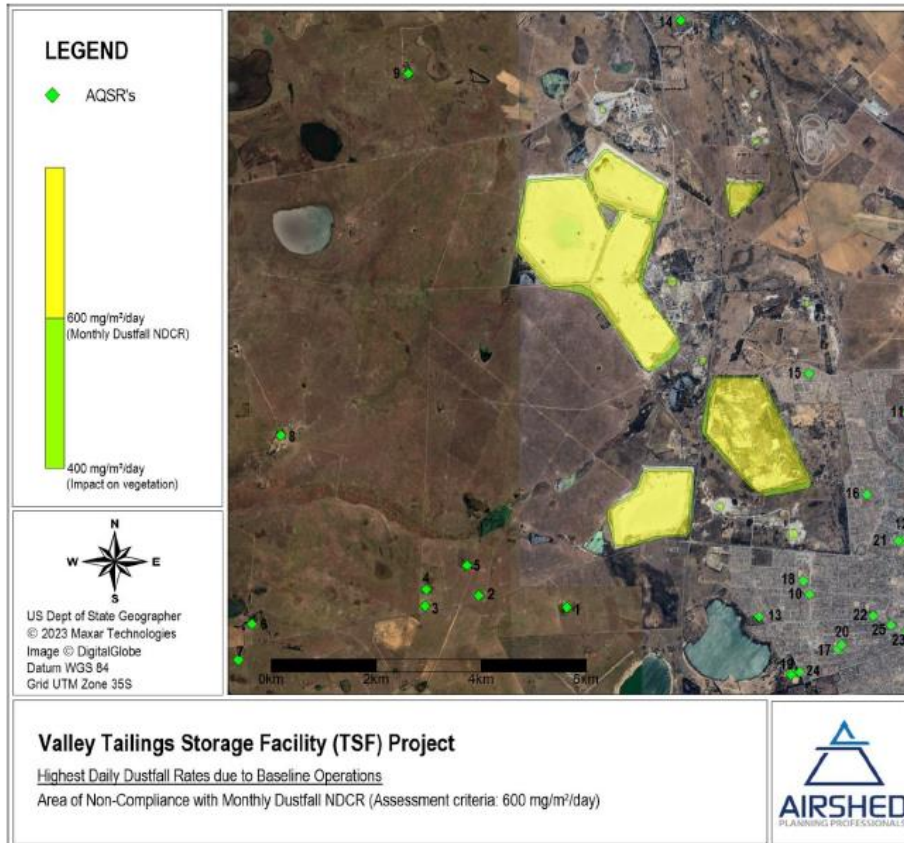 LEGEND
AQSR's
600 mg/m²/day
(Monthly Dustfall NDCR)
400 mg/m²/day
(Impact on vegetation)
N
W
E
S
US Dept of State Geographer
© 2023 Maxar Technologies
Image © DigitalGlobe
Datum WGS 84
Grid UTM Zone 35S
14
9
15
11
8
16
21
5
18
4
2
10
3
1
13
22
6
25
23
20
17
7
19
24
0km
2km
4km
6km
Valley Tailings Storage Facility (TSF) Project
Highest Daily Dustfall Rates due to Baseline Operations
Area of Non-Compliance with Monthly Dustfall NDCR (Assessment criteria: 600 mg/m²/day)
AIRSHED
PLANNING PROFESSIONALS